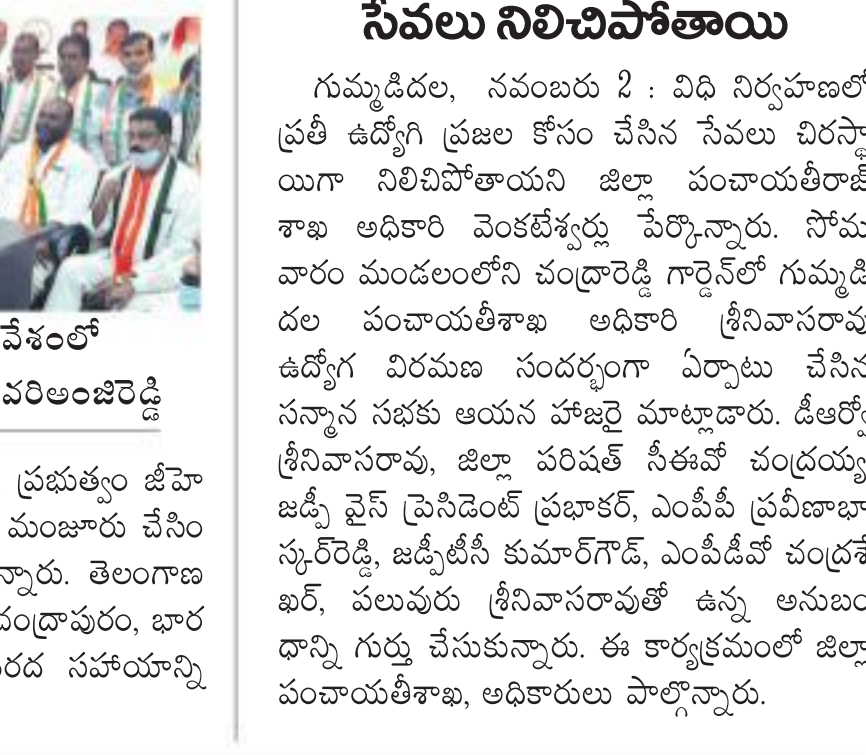 వేశంలో
వరిఅంజిరెడ్డి
ప్రభుత్వం జీహె
మంజూరు చేసిం
న్నారు. తెలంగాణ
చంద్రాపురం, భార
రద సహాయాన్ని
సేవలు నిలిచిపోతాయి
గుమ్మడిదల, నవంబరు 2 : విధి నిర్వహణలో
ప్రతీ ఉద్యోగి ప్రజల కోసం చేసిన సేవలు చిరస్థా
యిగా నిలిచిపోతాయని జిల్లా పంచాయతీరాజ్
శాఖ అధికారి వెంకటేశ్వర్లు పేర్కొన్నారు. సోమ
వారం మండలంలోని చంద్రారెడ్డి గార్డెన్‌లో గుమ్మడి
దల పంచాయతీశాఖ అధికారి శ్రీనివాసరావు
ఉద్యోగ విరమణ సందర్భంగా ఏర్పాటు చేసిన
సన్మాన సభకు ఆయన హాజరై మాట్లాడారు. డీఆర్వో
శ్రీనివాసరావు, జిల్లా పరిషత్ సీఈవో చంద్రయ్య
జడ్పీ వైస్ ప్రెసిడెంట్ ప్రభాకర్, ఎంపీపీ ప్రవీణాభా
స్కర్‌రెడ్డి, జడ్పీటీసీ కుమార్‌గౌడ్, ఎంపీడీవో చంద్రశే
ఖర్, పలువురు శ్రీనివాసరావుతో ఉన్న అనుబం
ధాన్ని గుర్తు చేసుకున్నారు. ఈ కార్యక్రమంలో జిల్లా
పంచాయతీశాఖ, అధికారులు పాల్గొన్నారు.